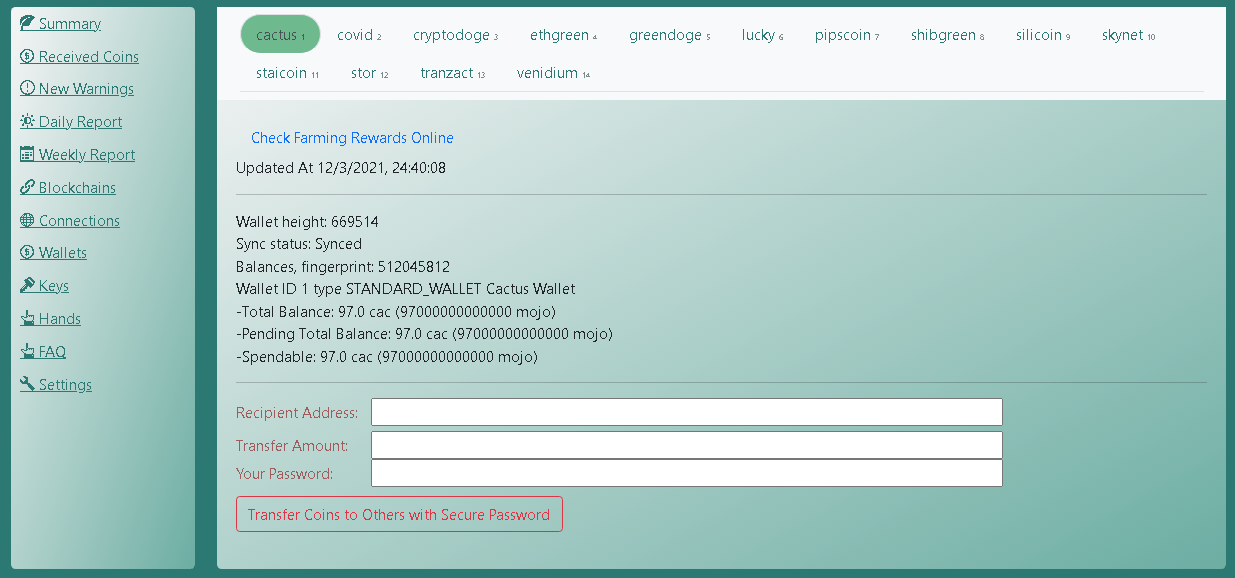 Summary
Received Coins
New Warnings
Daily Report
Weekly Report
Blockchains
Connections
Wallets
Keys
Hands
FAQ
Settings
cactus 1 covid 2 cryptodoge 3 ethgreen 4 greendoge 5 lucky 6 pipscoin 7 shibgreen 8 silicoin 9 skynet 10
staicoin 11 stor 12 tranzact 13 venidium 14
Check Farming Rewards Online
Updated At 12/3/2021, 24:40:08
Wallet height: 669514
Sync status: Synced
Balances, fingerprint: 512045812
Wallet ID 1 type STANDARD_WALLET Cactus Wallet
-Total Balance: 97.0 cac (97000000000000 mojo)
-Pending Total Balance: 97.0 cac (97000000000000 mojo)
-Spendable: 97.0 cac (97000000000000 mojo)
Recipient Address:
Transfer Amount:
Your Password:
Transfer Coins to Others with Secure Password